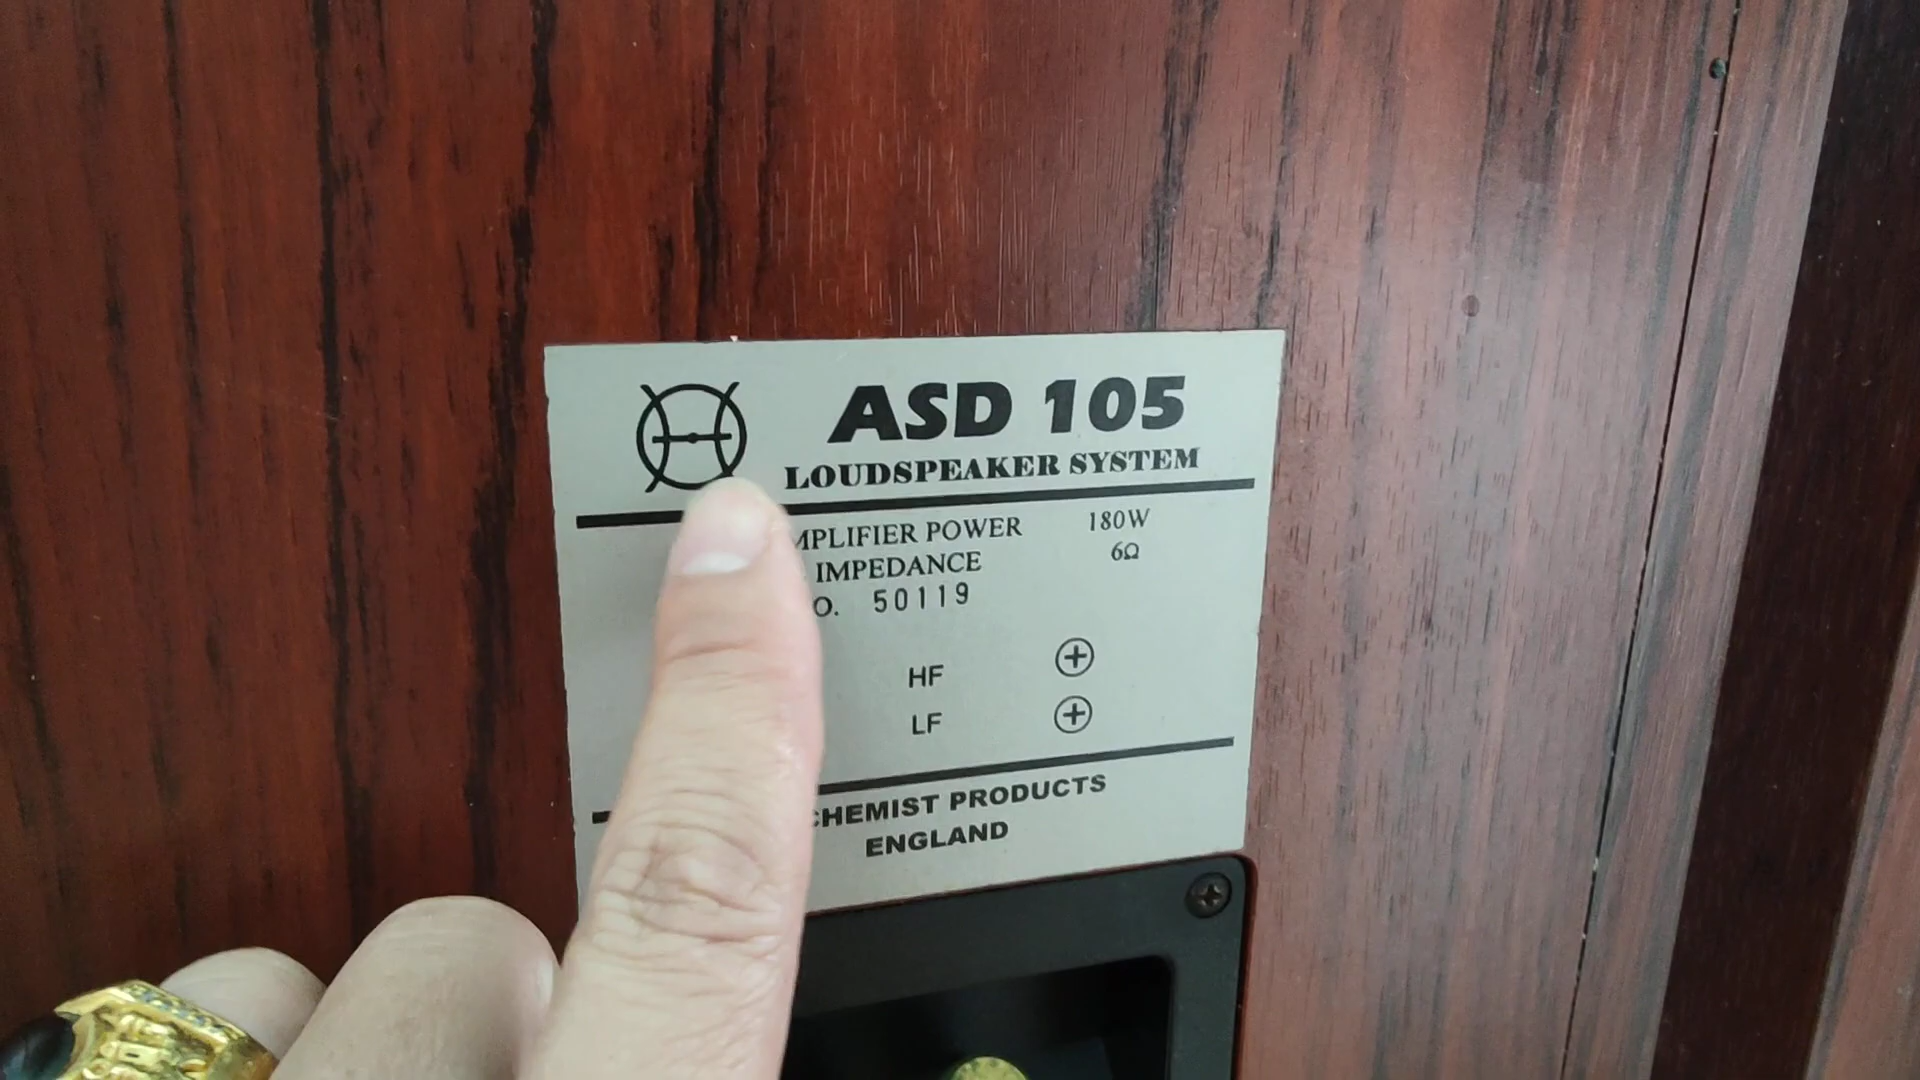 ASD 105
LOUDSPEAKER SYSTEM
MPLIFIER POWER 180W
IMPEDANCE 6Ω
O. 50119
HF ⊕
LF ⊕
CHEMIST PRODUCTS
ENGLAND